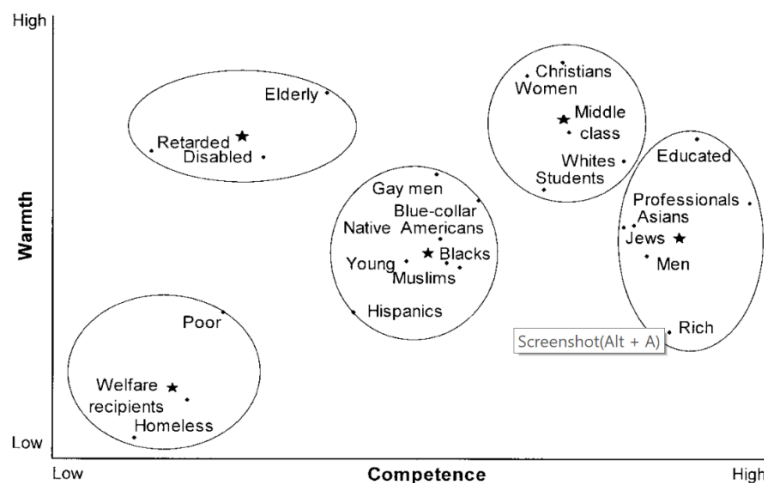 High
Christians
Women
Elderly
Middle
class
Retarded
Disabled
Whites
Educated
Students
Gay men
Blue-collar
Professionals
Native Americans
Asians
Warmth
Young
Blacks
Jews
Muslims
Men
Hispanics
Poor
Rich
Screenshot(Alt + A)
Welfare
recipients
Homeless
Low
Low
Competence
High